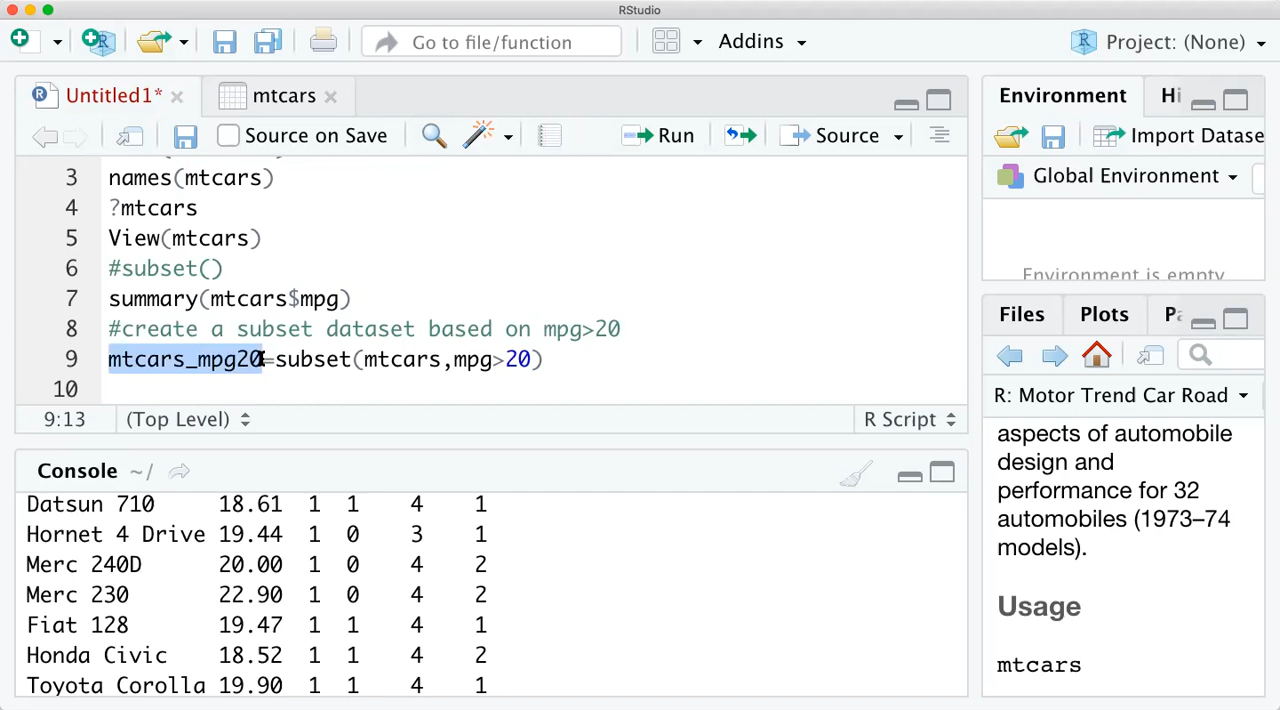 RStudio
Go to file/function
Addins
Project: (None)
Untitled1*
mtcars
Source on Save
Run
Source
3 names(mtcars)
4 ?mtcars
5 View(mtcars)
6 #subset()
7 summary(mtcars$mpg)
8 #create a subset dataset based on mpg>20
9 mtcars_mpg20=subset(mtcars,mpg>20)
10
9:13 (Top Level) R Script
Console ~/
Datsun 710 18.61 1 1 4 1
Hornet 4 Drive 19.44 1 0 3 1
Merc 240D 20.00 1 0 4 2
Merc 230 22.90 1 0 4 2
Fiat 128 19.47 1 1 4 1
Honda Civic 18.52 1 1 4 2
Toyota Corolla 19.90 1 1 4 1
Environment Hi
Import Datase
Global Environment
Environment is empty
Files Plots Pa
R: Motor Trend Car Road
aspects of automobile
design and
performance for 32
automobiles (1973–74
models).
Usage
mtcars